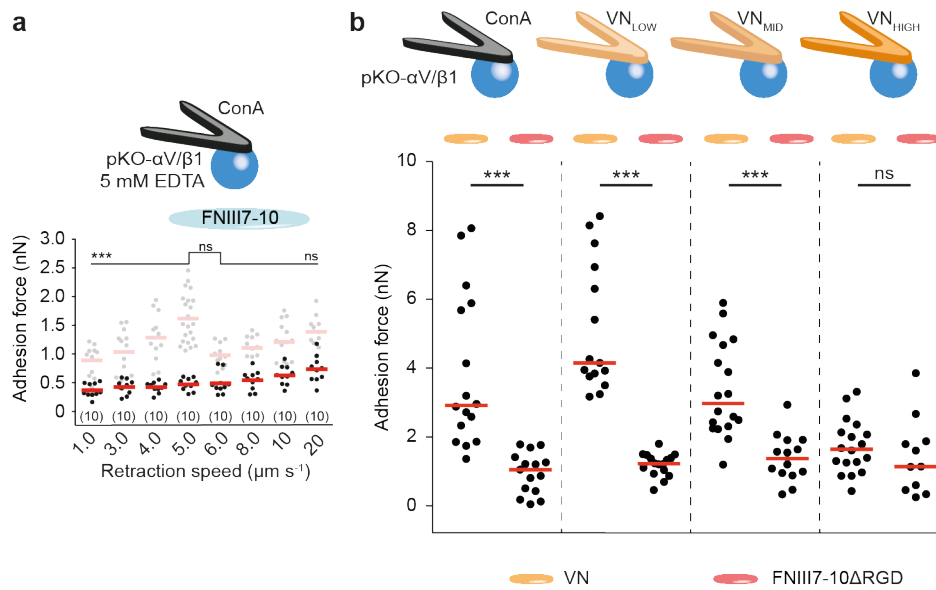 a
ConA
pKO-αV/β1
5 mM EDTA
FNIII7-10
Adhesion force (nN)
3.0
2.5
2.0
1.5
1.0
0.5
0
***
ns
ns
(10) (10) (10) (10) (10) (10) (10) (10)
1.0 3.0 4.0 5.0 6.0 8.0 10 20
Retraction speed (µm s-1)
b
ConA VNLOW VNMID VNHIGH
pKO-αV/β1
Adhesion force (nN)
10
8
6
4
2
0
*** *** *** ns
VN FNIII7-10ΔRGD